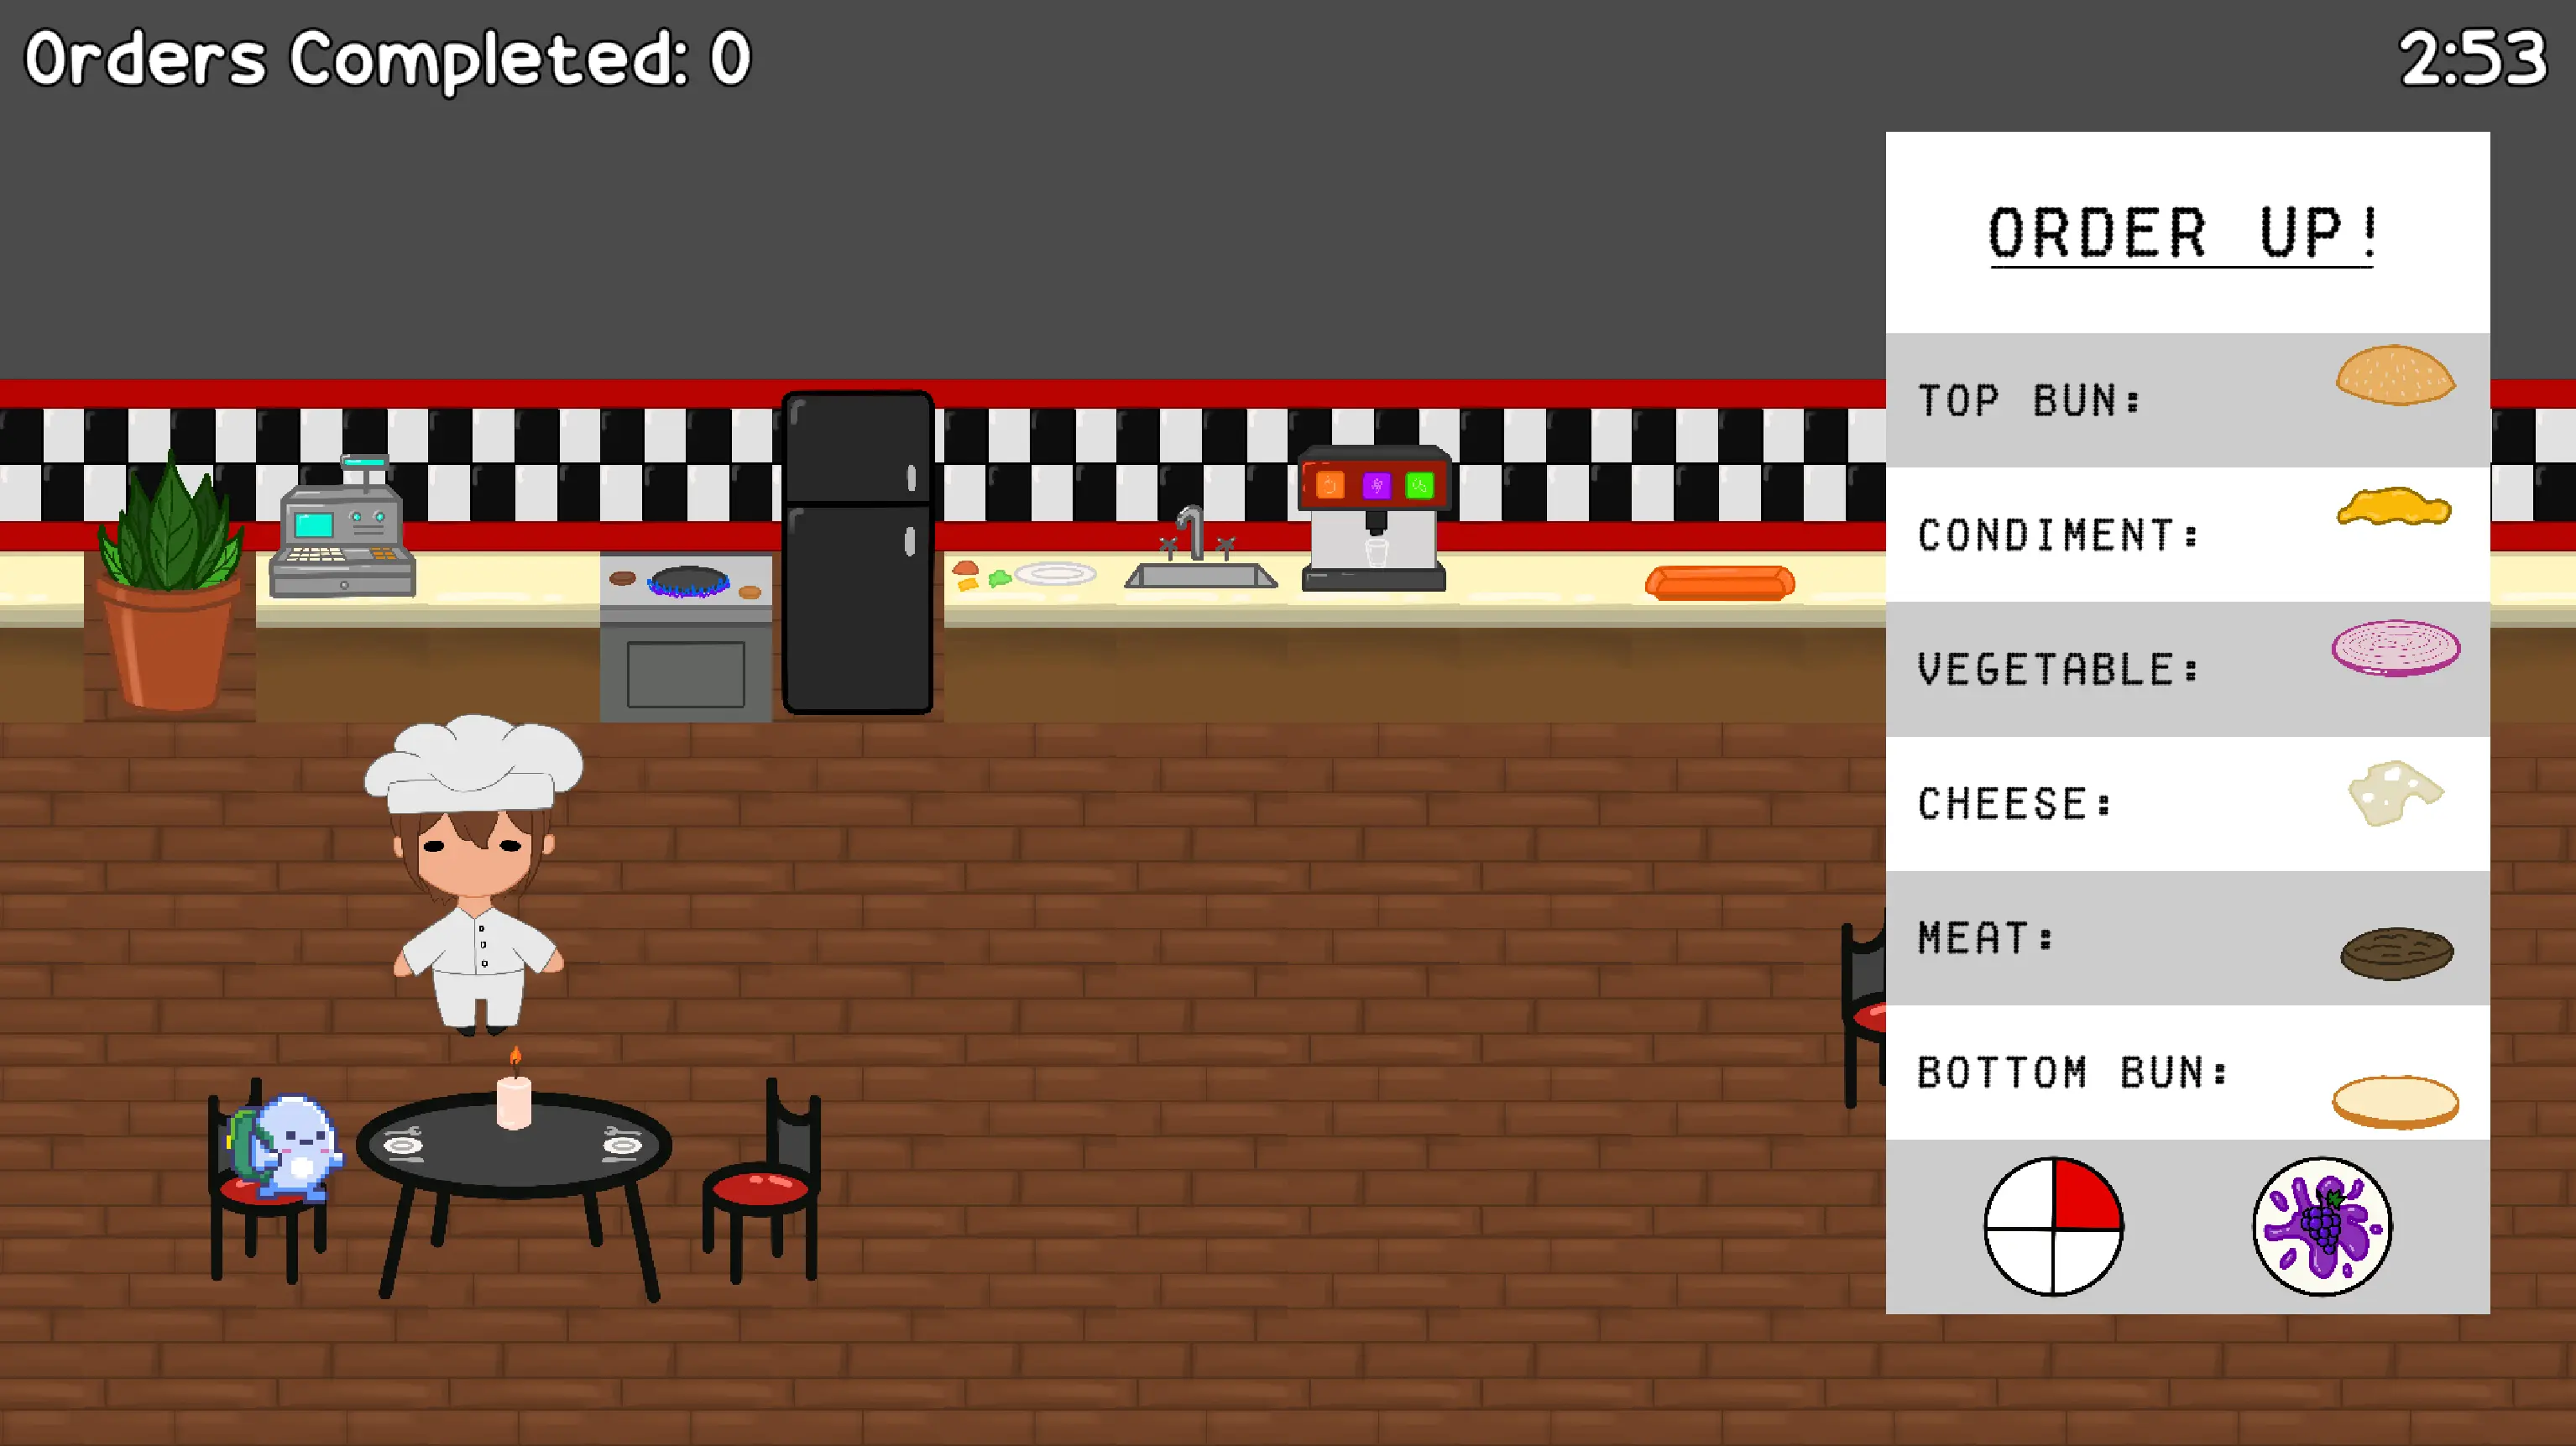 Orders Completed: 0
2:53
ORDER UP!
TOP BUN:
CONDIMENT:
VEGETABLE:
CHEESE:
MEAT:
BOTTOM BUN: